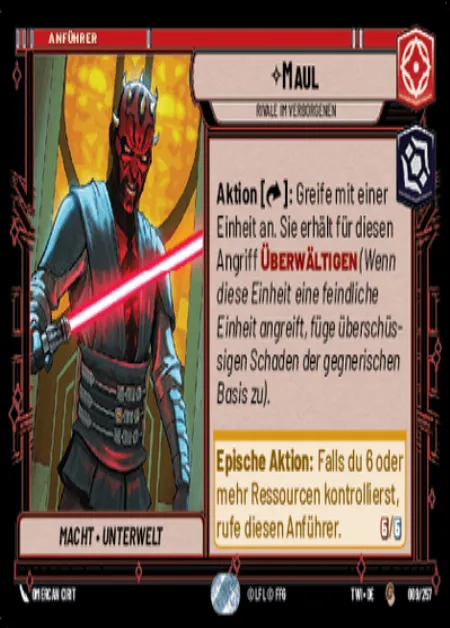 ANFÜHRER
MAUL
RIVALE IM VERBORGENEN
Aktion [ ]: Greife mit einer
Einheit an. Sie erhält für diesen
Angriff ÜBERWÄLTIGEN (Wenn
diese Einheit eine feindliche
Einheit angreift, füge überschüs-
sigen Schaden der gegnerischen
Basis zu).
Epische Aktion: Falls du 6 oder
mehr Ressourcen kontrollierst,
rufe diesen Anführer.
MACHT • UNTERWELT
OMERCAN CIRIT
© LFL © FFG
TWI • DE